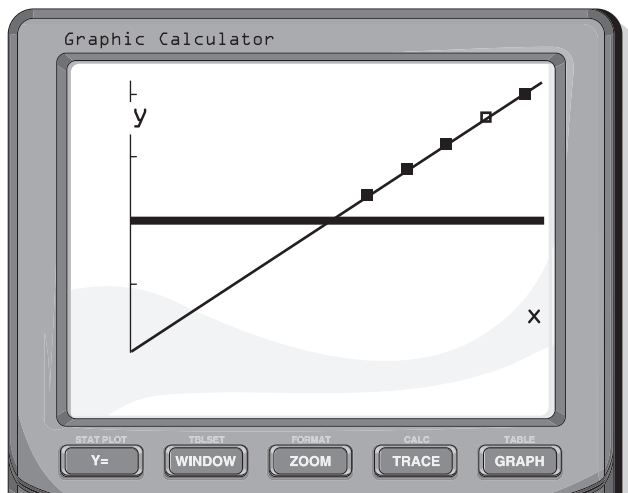 Graphic Calculator
y
x
STAT PLOT TBLSET FORMAT CALC TABLE
Y= WINDOW ZOOM TRACE GRAPH